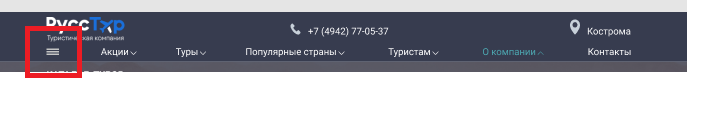 РуссТур
Туристическая компания
+7 (4942) 77-05-37
Кострома
Акции
Туры
Популярные страны
Туристам
О компании
Контакты